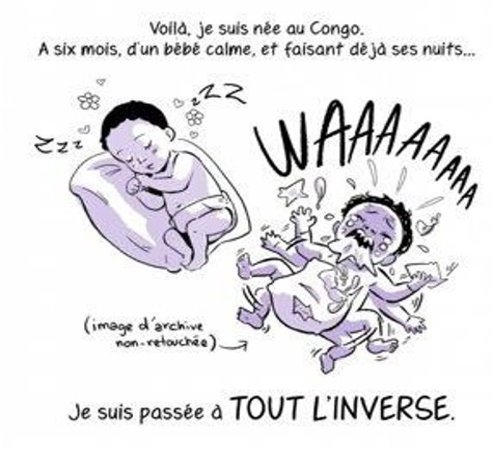 Voilà, je suis née au Congo.
A six mois, d'un bébé calme, et faisant déjà ses nuits...
zZZ
Zzzz
WAAAAAAAA
(image d'archive
non-retouchée)
Je suis passée à TOUT L'INVERSE.